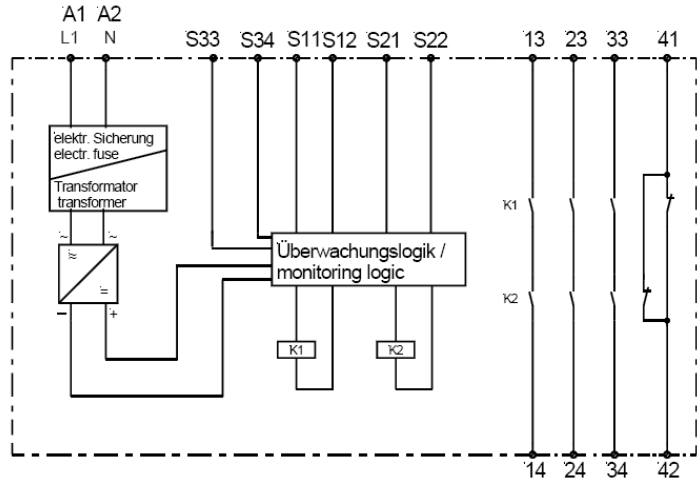 A1 A2 S33 S34 S11 S12 S21 S22 13 23 33 41
L1 N
elektr. Sicherung
electr. fuse
Transformator
transformer
~ ~
≈
=
− +
Überwachungslogik /
monitoring logic
K1 K2
K1
K2
14 24 34 42